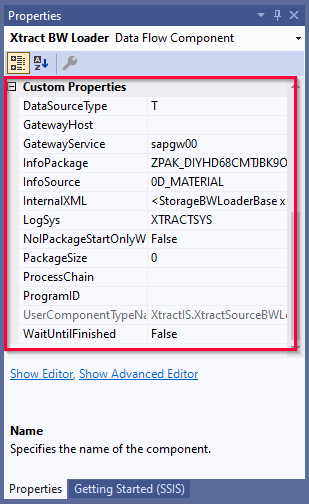 Properties
Xtract BW Loader Data Flow Component
Custom Properties
DataSourceType T
GatewayHost
GatewayService sapgw00
InfoPackage ZPAK_DIYHD68CMTJBK9O
InfoSource 0D_MATERIAL
InternalXML <StorageBWLoaderBase x
LogSys XTRACTSYS
NoIPackageStartOnlyW False
PackageSize 0
ProcessChain
ProgramID
UserComponentTypeNa XtractIS.XtractSourceBWLo
WaitUntilFinished False
Show Editor, Show Advanced Editor
Name
Specifies the name of the component.
Properties Getting Started (SSIS)